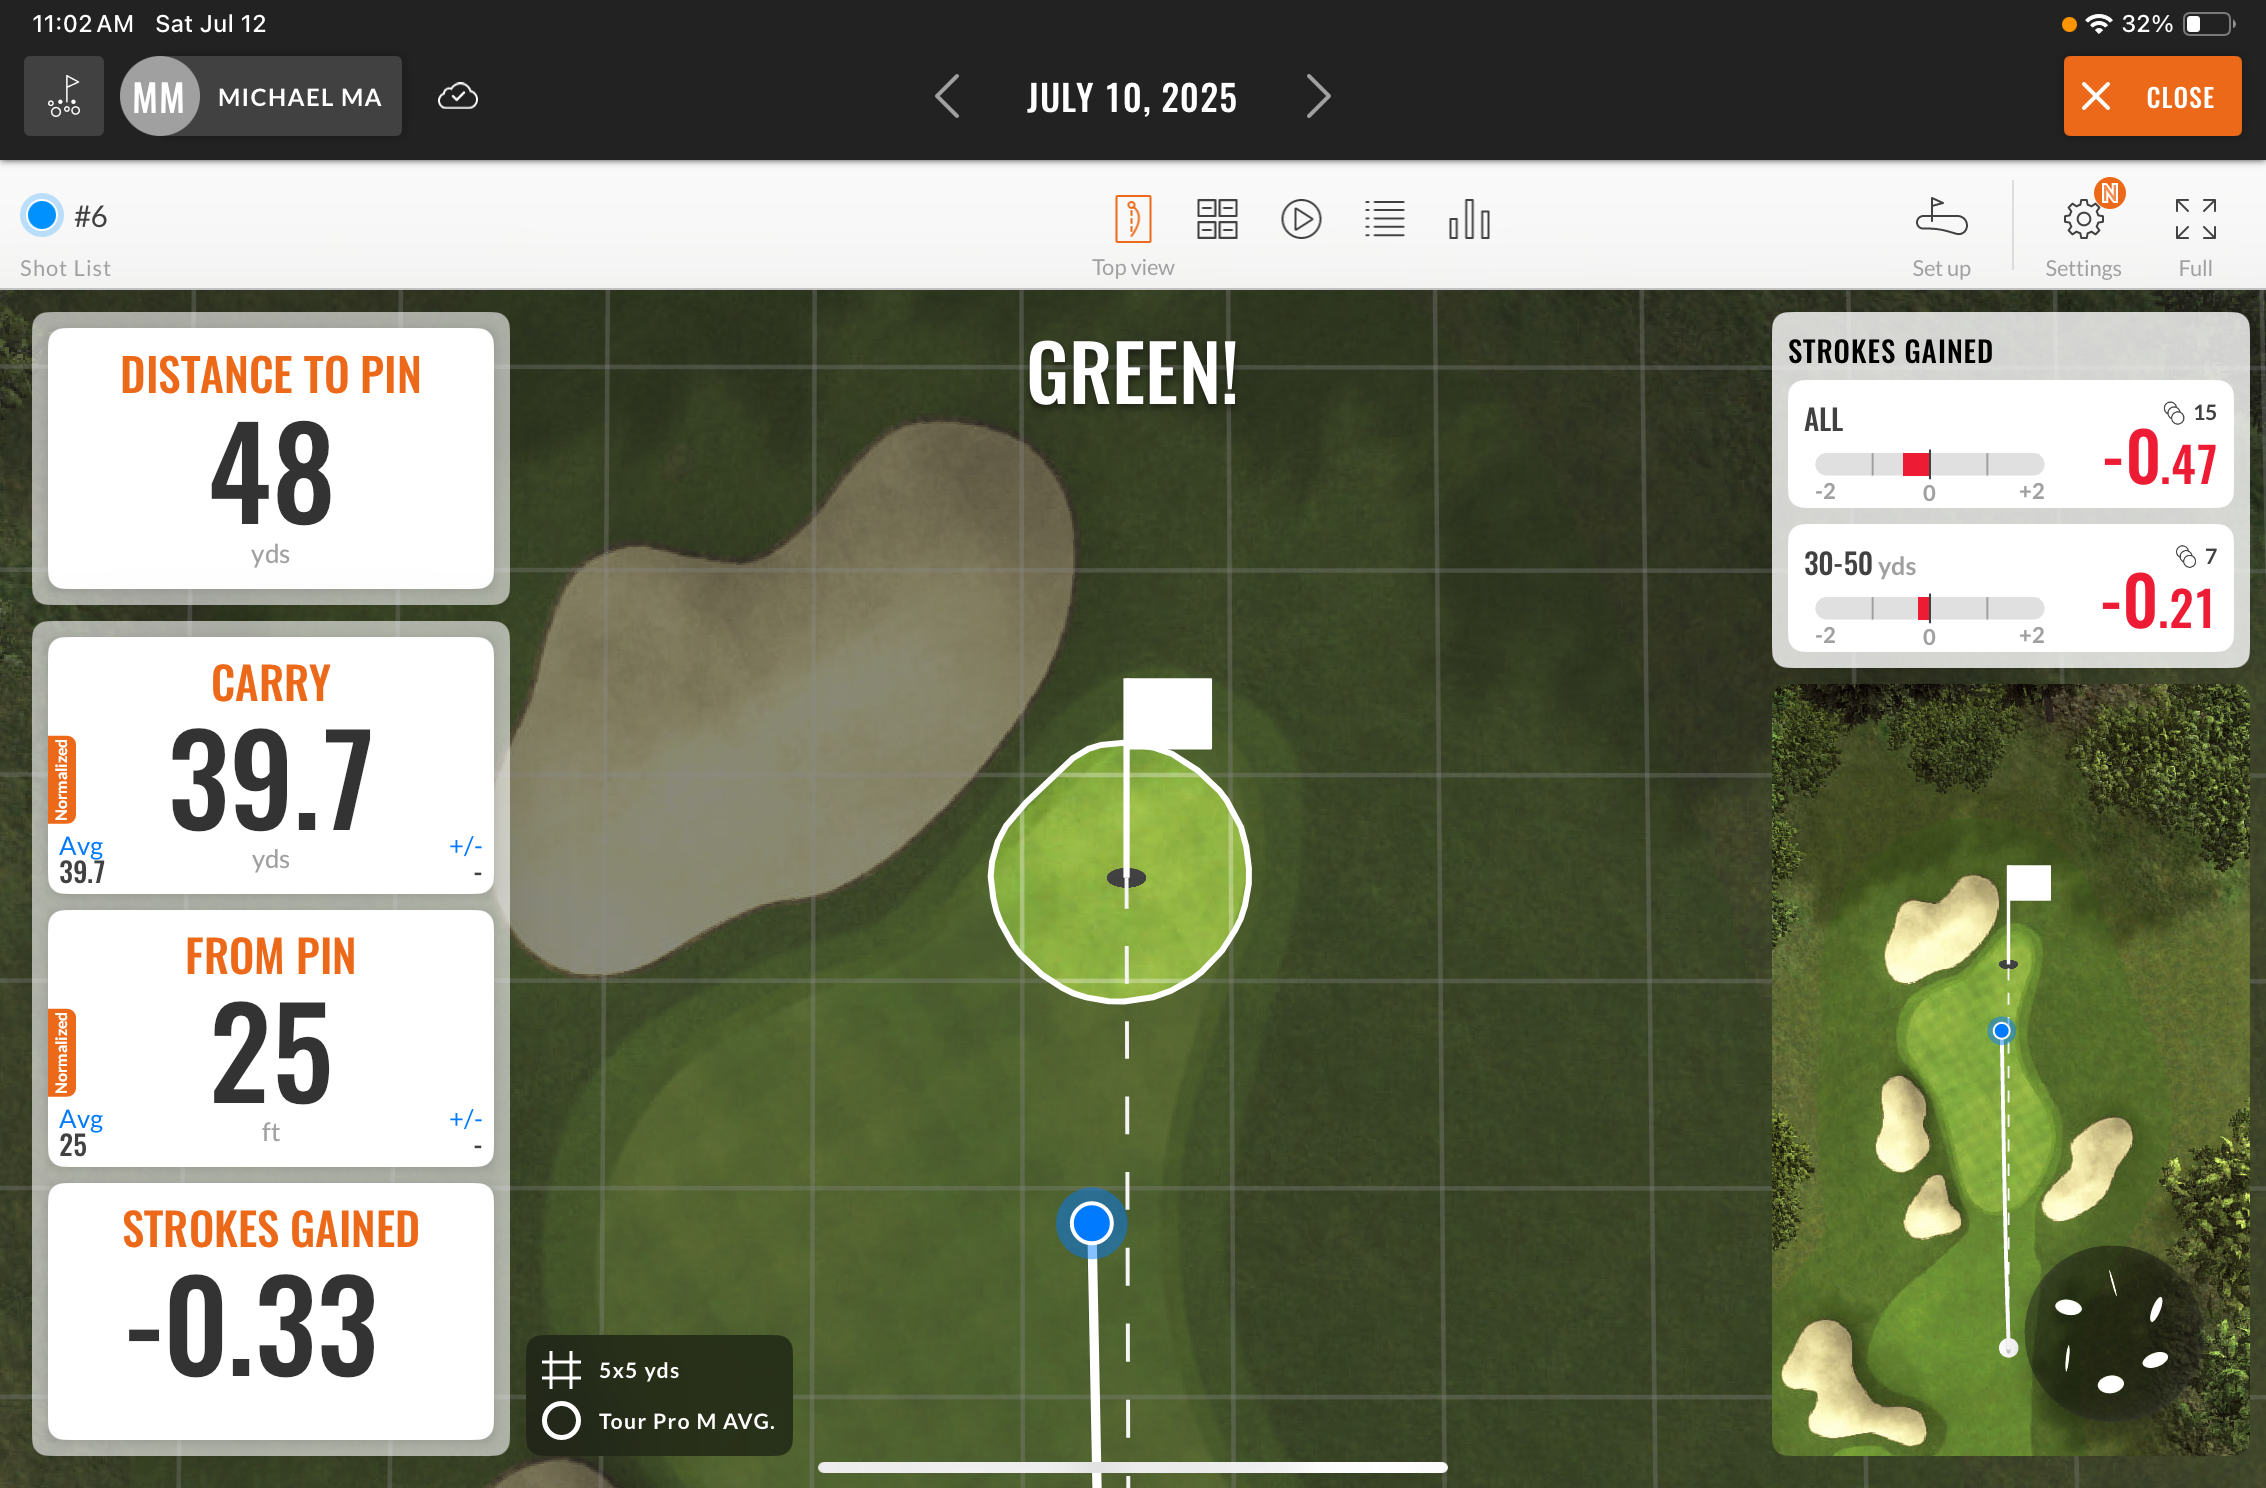 11:02 AM Sat Jul 12
32%
MM MICHAEL MA
JULY 10, 2025
CLOSE
#6
Shot List
Top view
N
Set up
Settings
Full
DISTANCE TO PIN
48
yds
CARRY
Normalized
39.7
yds
Avg
39.7
+/-
-
FROM PIN
Normalized
25
ft
Avg
25
+/-
-
STROKES GAINED
-0.33
GREEN!
5x5 yds
Tour Pro M AVG.
STROKES GAINED
ALL
15
-0.47
-2 0 +2
30-50 yds
7
-0.21
-2 0 +2